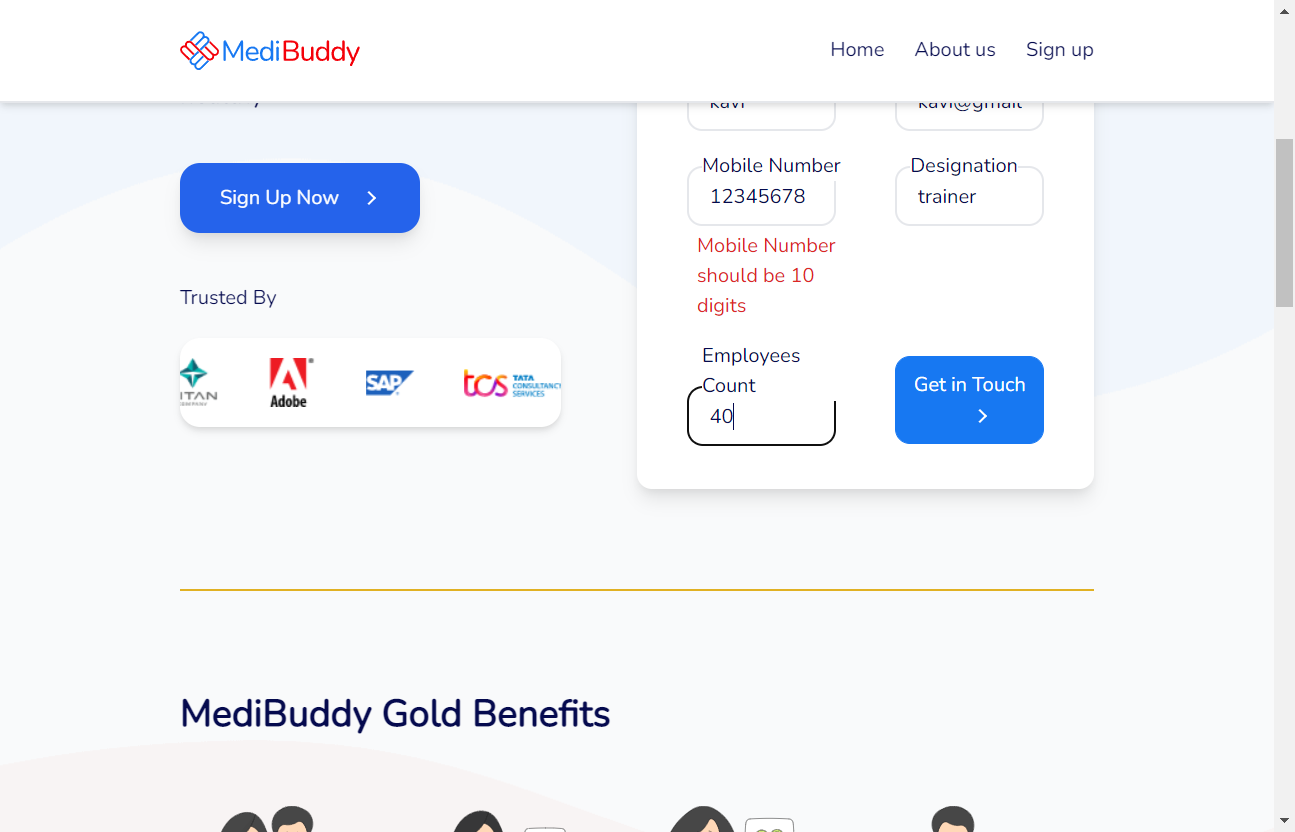 MediBuddy
Home About us Sign up
kavi
kavi@gmail
Sign Up Now
Trusted By
ITAN
Adobe
SAP
tcs TATA
CONSULTANCY
SERVICES
Mobile Number
12345678
Designation
trainer
Mobile Number
should be 10
digits
Employees
Count
40
Get in Touch
MediBuddy Gold Benefits